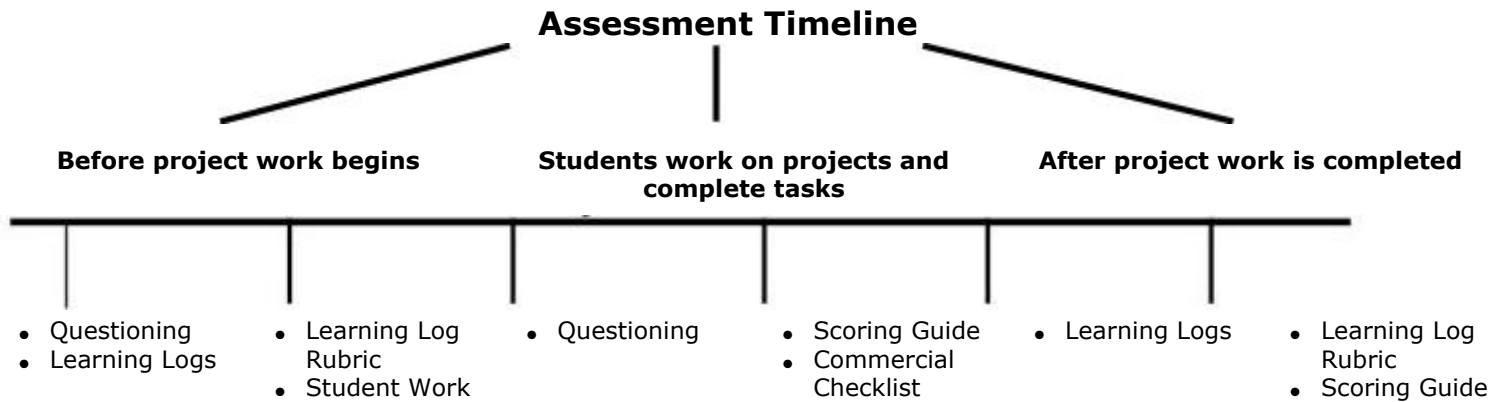 Assessment Timeline
Before project work begins
Students work on projects and
complete tasks
After project work is completed
• Questioning
• Learning Logs
• Learning Log
Rubric
• Student Work
• Questioning
• Scoring Guide
• Commercial
Checklist
• Learning Logs
• Learning Log
Rubric
• Scoring Guide